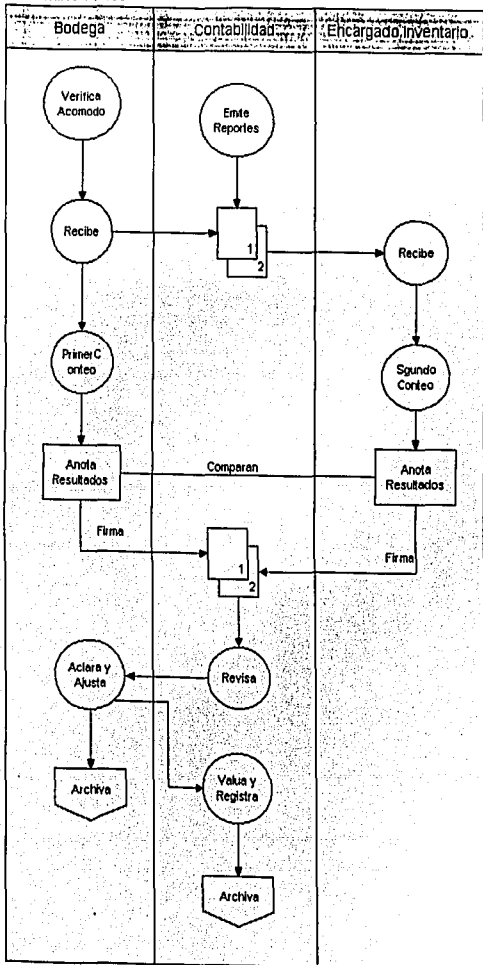 Bodega
Contabilidad
Encargado Inventario
Verifica
Acomodo
Emite
Reportes
Recibe
1
2
Recibe
PrimerC
onteo
Sgundo
Conteo
Anota
Resultados
Comparan
Anota
Resultados
Firma
1
2
Firma
Aclara y
Ajusta
Revisa
Archiva
Valua y
Registra
Archiva